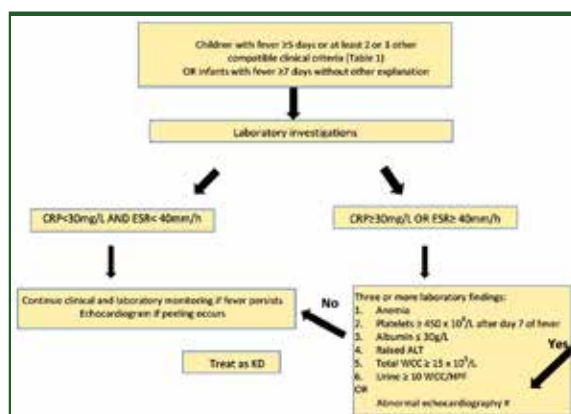 Children with fever ≥5 days or at least 2 or 3 other
compatible clinical criteria (Table 1)
OR infants with fever ≥7 days without other explanation
Laboratory investigations
CRP<30mg/L AND ESR< 40mm/h
CRP≥30mg/L OR ESR≥ 40mm/h
Continue clinical and laboratory monitoring if fever persists
Echocardiogram if peeling occurs
No
Three or more laboratory findings:
1. Anemia
2. Platelets ≥ 450 x 10⁹/L after day 7 of fever
3. Albumin ≤ 30g/L
4. Raised ALT
5. Total WCC ≥ 15 x 10⁹/L
6. Urine ≥ 10 WCC/HPF
OR
Abnormal echocardiography #
Yes
Treat as KD